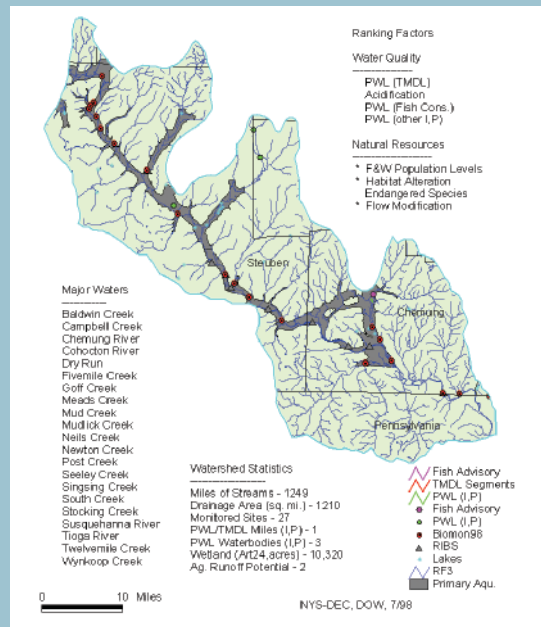 Ranking Factors
Water Quality
PWL (TMDL)
Acidification
PWL (Fish Cons.)
PWL (other I,P)
Natural Resources
* F&W Population Levels
* Habitat Alteration
Endangered Species
* Flow Modification
Steuben
Chemung
Pennsylvania
Major Waters
Baldwin Creek
Campbell Creek
Chemung River
Cohocton River
Dry Run
Fivemile Creek
Goff Creek
Meads Creek
Mud Creek
Mudlick Creek
Neils Creek
Newton Creek
Post Creek
Seeley Creek
Singsing Creek
South Creek
Stocking Creek
Susquehanna River
Tioga River
Twelvemile Creek
Wynkoop Creek
Watershed Statistics
Miles of Streams - 1249
Drainage Area (sq. mi.) - 1210
Monitored Sites - 27
PWL/TMDL Miles (I,P) - 1
PWL Waterbodies (I,P) - 3
Wetland (Art24,acres) - 10,320
Ag. Runoff Potential - 2
Fish Advisory
TMDL Segments
PWL (I,P)
Fish Advisory
PWL (I,P)
Biomon98
RIBS
Lakes
RF3
Primary Aqu.
0 10 Miles
NYS-DEC, DOW, 7/98